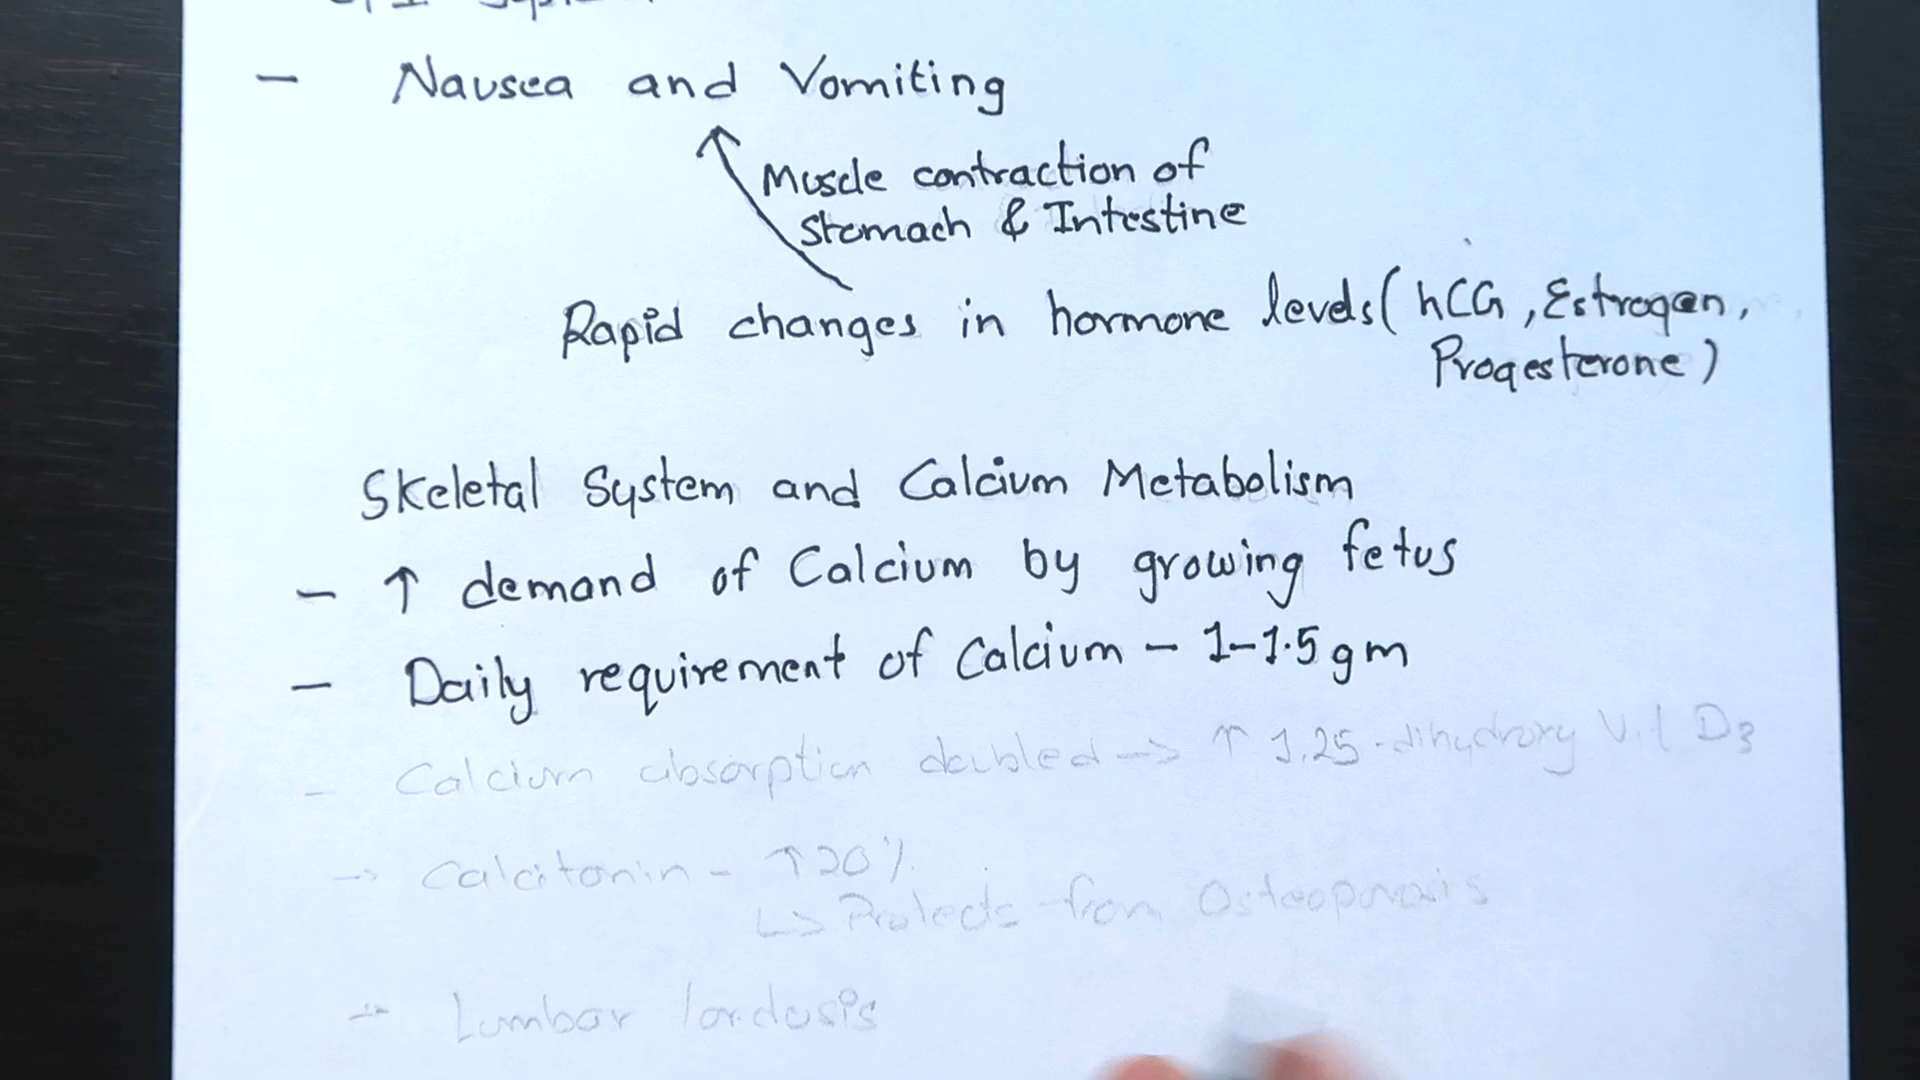 - Nausea and Vomiting
Muscle contraction of
Stomach & Intestine
Rapid changes in hormone levels (hCG, Estrogen,
Progesterone)
Skeletal System and Calcium Metabolism
- ↑ demand of Calcium by growing fetus
- Daily requirement of Calcium - 1-1.5 gm
- Calcium absorption doubled -> ↑ 1,25-dihydroxy Vit D3
-> Calcitonin - ↑ 20%
↳ Protects from Osteoporosis
-> Lumbar lordosis